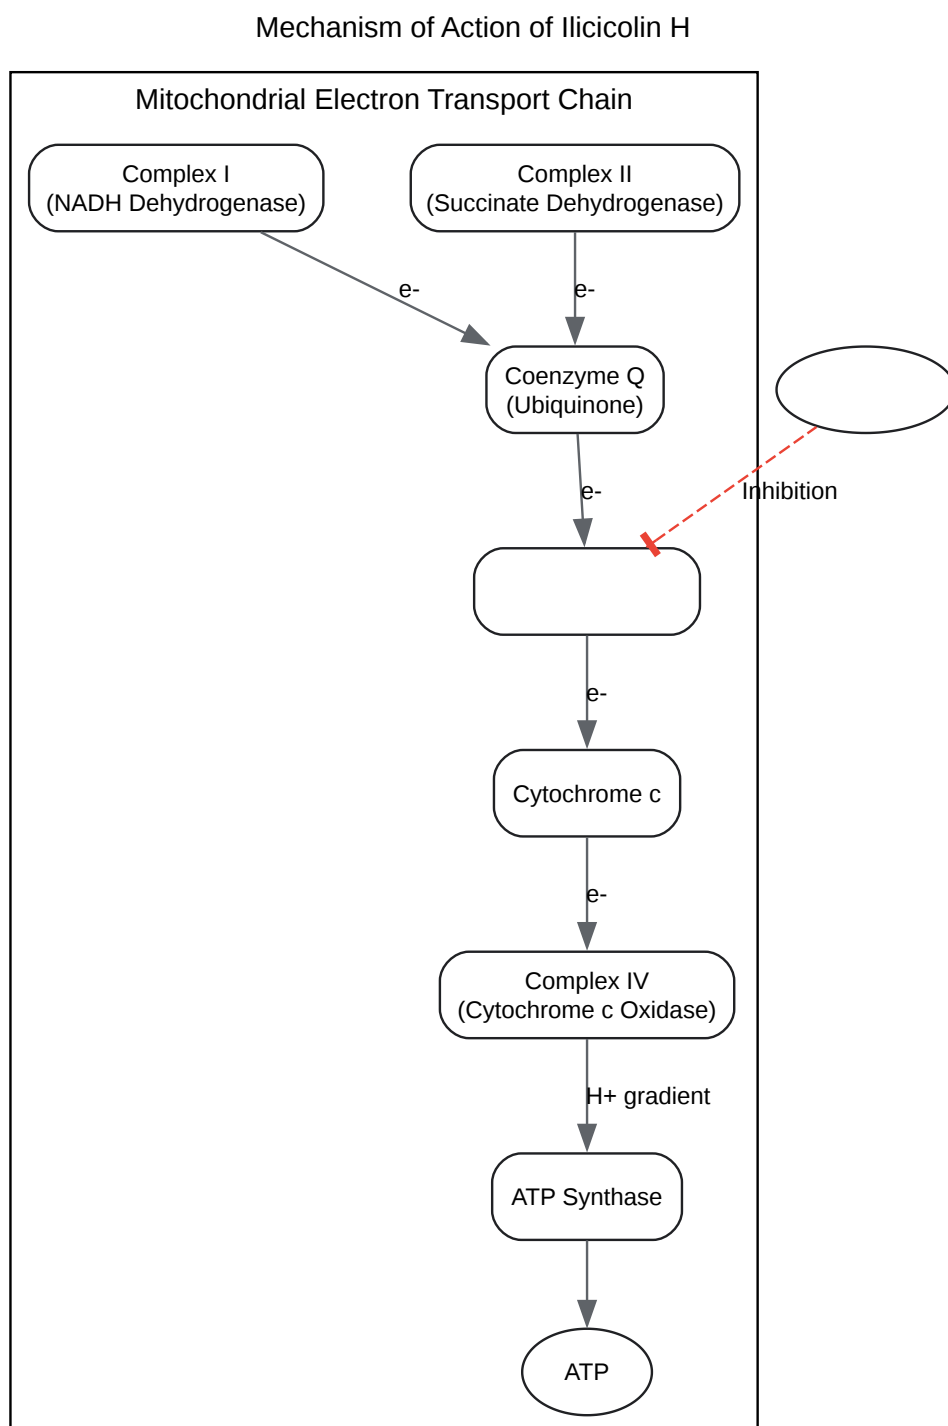 Mechanism of Action of Ilicicolin H
Mitochondrial Electron Transport Chain
Complex I
(NADH Dehydrogenase)
Complex II
(Succinate Dehydrogenase)
e-
e-
Coenzyme Q
(Ubiquinone)
e-
Inhibition
e-
Cytochrome c
e-
Complex IV
(Cytochrome c Oxidase)
H+ gradient
ATP Synthase
ATP